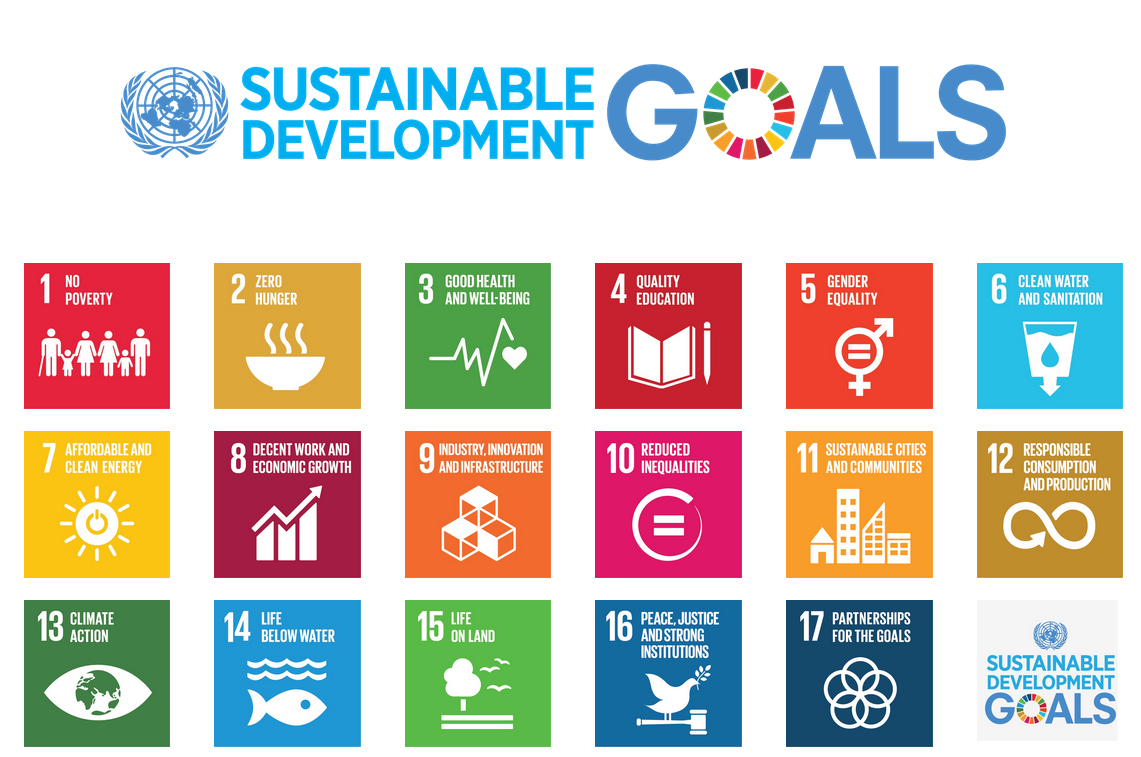 SUSTAINABLE
DEVELOPMENT
GOALS
1 NO
POVERTY
2 ZERO
HUNGER
3 GOOD HEALTH
AND WELL-BEING
4 QUALITY
EDUCATION
5 GENDER
EQUALITY
6 CLEAN WATER
AND SANITATION
7 AFFORDABLE AND
CLEAN ENERGY
8 DECENT WORK AND
ECONOMIC GROWTH
9 INDUSTRY, INNOVATION
AND INFRASTRUCTURE
10 REDUCED
INEQUALITIES
11 SUSTAINABLE CITIES
AND COMMUNITIES
12 RESPONSIBLE
CONSUMPTION
AND PRODUCTION
13 CLIMATE
ACTION
14 LIFE
BELOW WATER
15 LIFE
ON LAND
16 PEACE, JUSTICE
AND STRONG
INSTITUTIONS
17 PARTNERSHIPS
FOR THE GOALS
SUSTAINABLE
DEVELOPMENT
GOALS